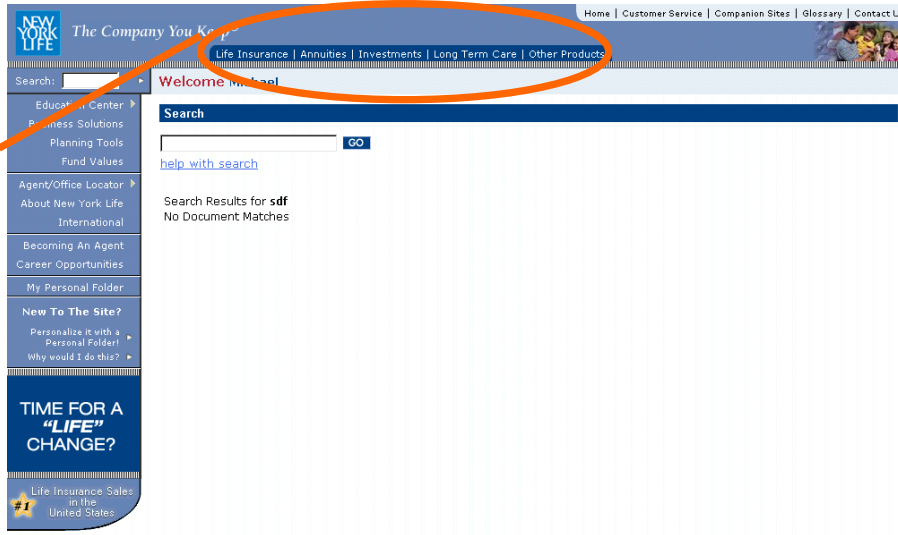 Home | Customer Service | Companion Sites | Glossary | Contact U
NEW
YORK
LIFE
The Company You Keep®
Life Insurance | Annuities | Investments | Long Term Care | Other Products
Search:
Welcome Michael
Education Center
Business Solutions
Planning Tools
Fund Values
Agent/Office Locator
About New York Life
International
Becoming An Agent
Career Opportunities
My Personal Folder
New To The Site?
Personalize it with a
Personal Folder!
Why would I do this?
TIME FOR A
“LIFE”
CHANGE?
#1
Life Insurance Sales
in the
United States
Search
GO
help with search
Search Results for sdf
No Document Matches